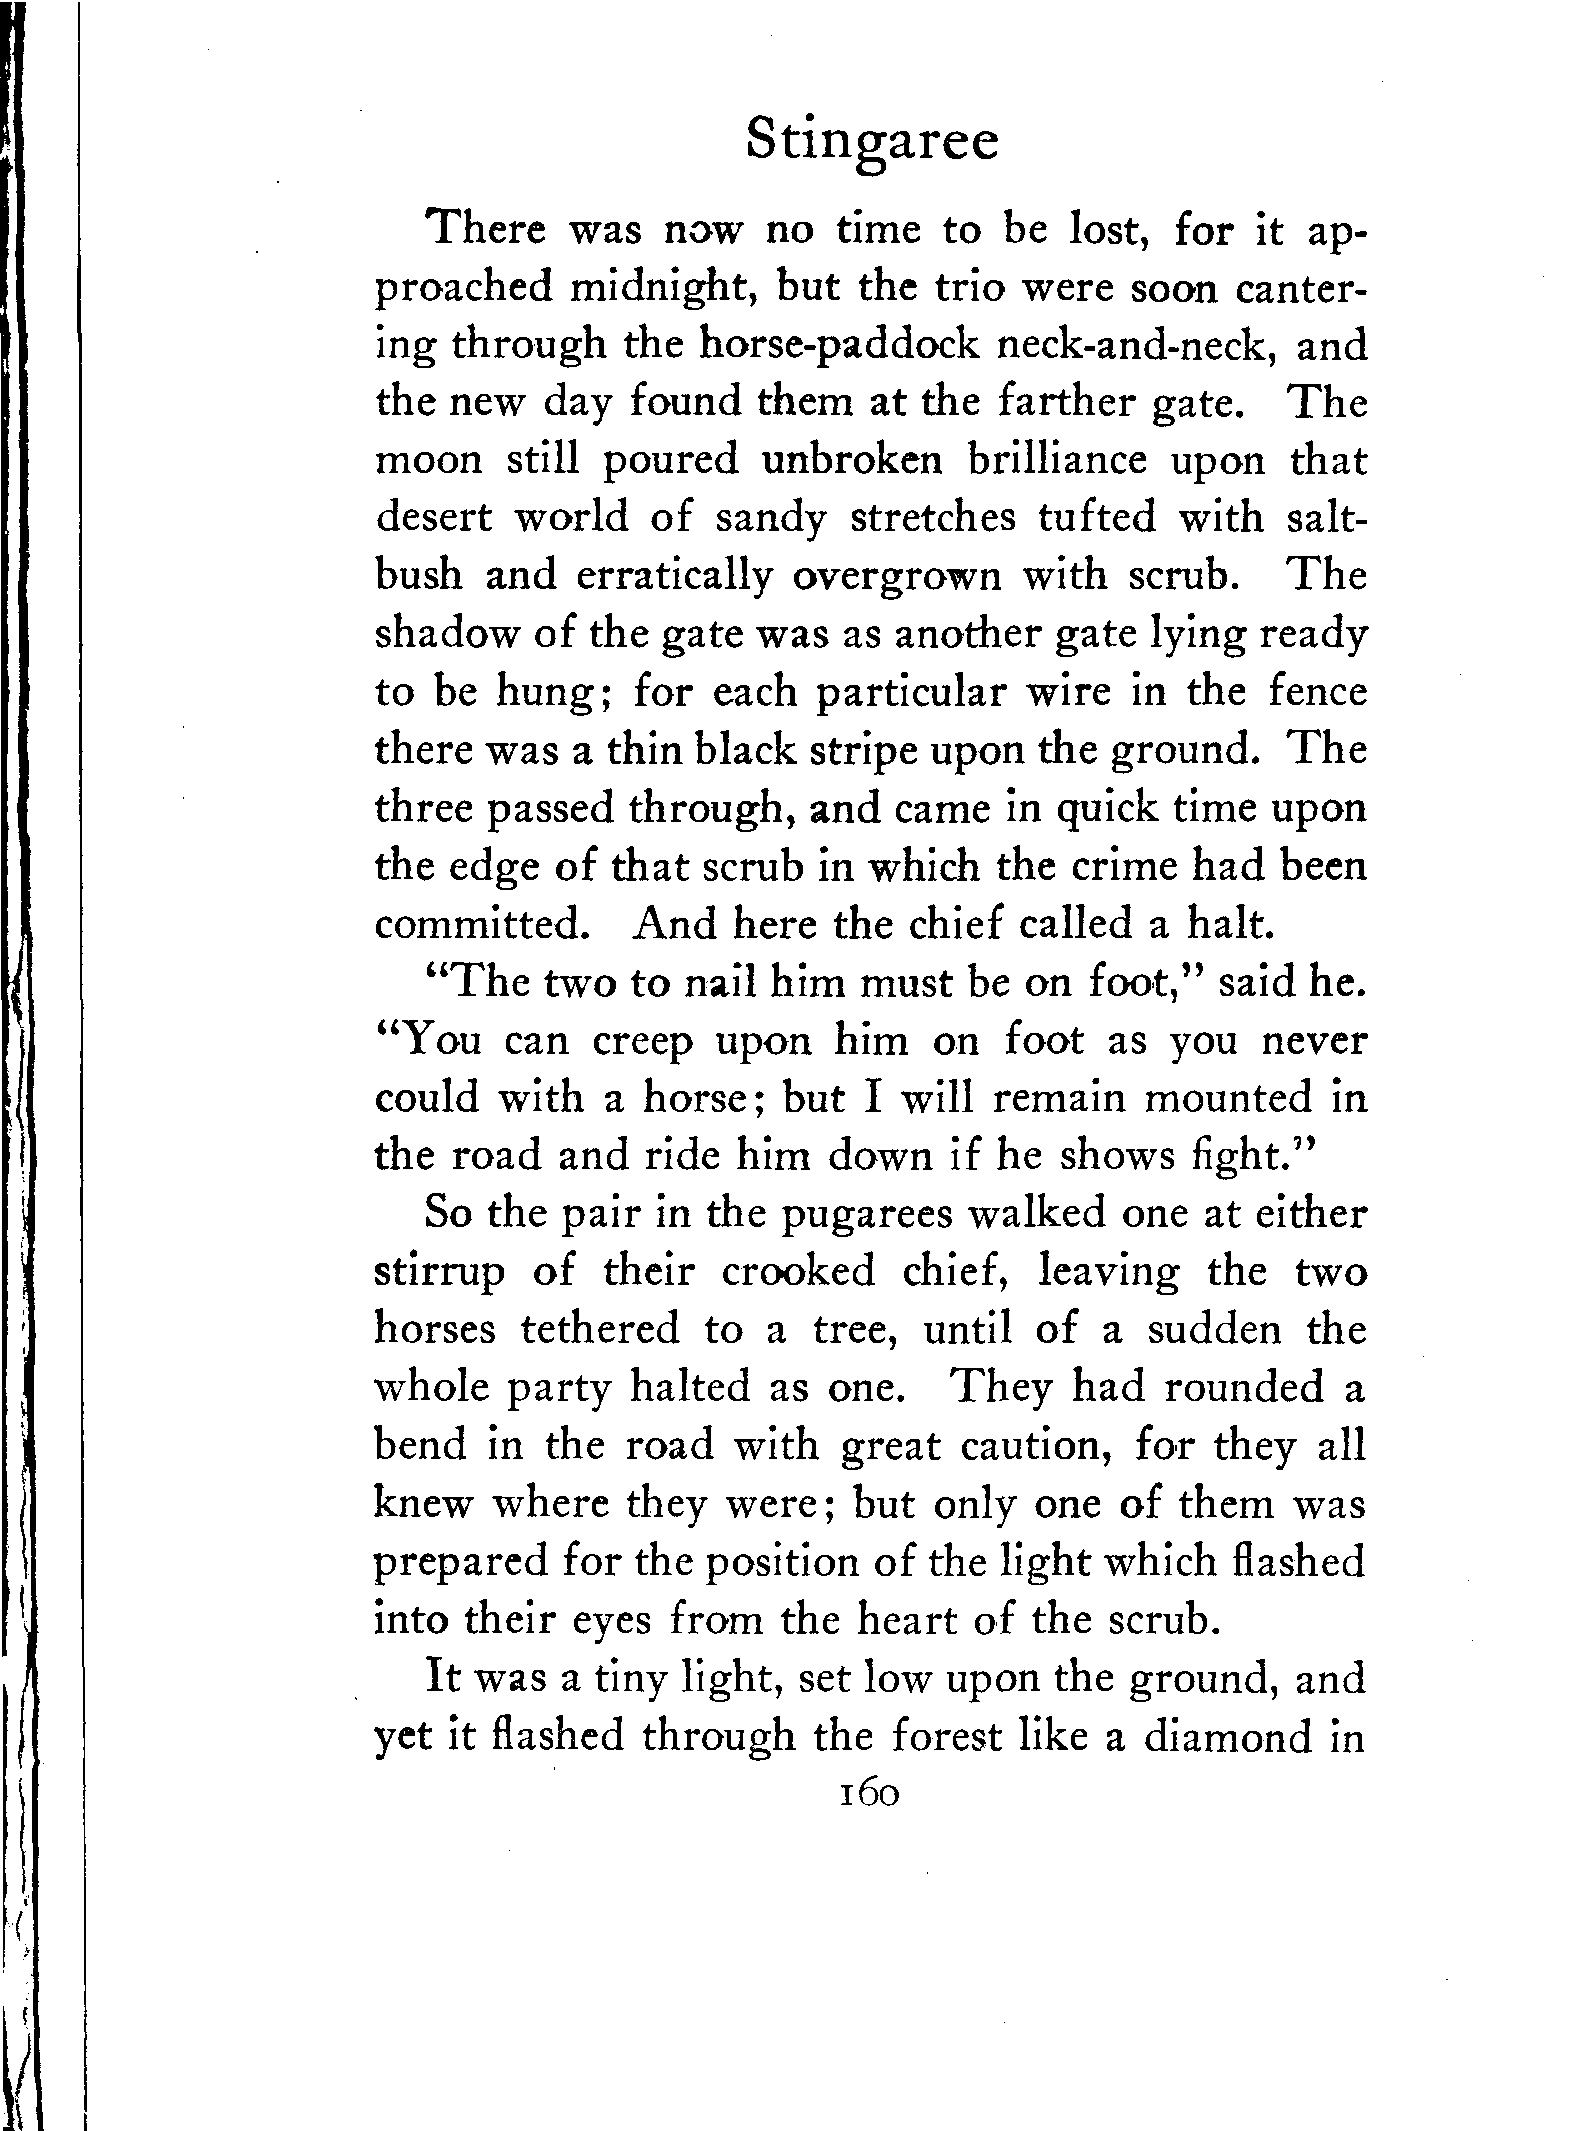 Stingaree
There was now no time to be lost, for it ap-
proached midnight, but the trio were soon canter-
ing through the horse-paddock neck-and-neck, and
the new day found them at the farther gate. The
moon still poured unbroken brilliance upon that
desert world of sandy stretches tufted with salt-
bush and erratically overgrown with scrub. The
shadow of the gate was as another gate lying ready
to be hung; for each particular wire in the fence
there was a thin black stripe upon the ground. The
three passed through, and came in quick time upon
the edge of that scrub in which the crime had been
committed. And here the chief called a halt.
“The two to nail him must be on foot,” said he.
“You can creep upon him on foot as you never
could with a horse; but I will remain mounted in
the road and ride him down if he shows fight.”
So the pair in the pugarees walked one at either
stirrup of their crooked chief, leaving the two
horses tethered to a tree, until of a sudden the
whole party halted as one. They had rounded a
bend in the road with great caution, for they all
knew where they were; but only one of them was
prepared for the position of the light which flashed
into their eyes from the heart of the scrub.
It was a tiny light, set low upon the ground, and
yet it flashed through the forest like a diamond in
160